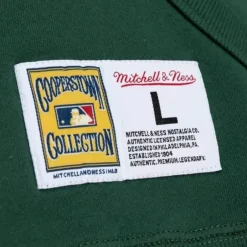 COOPERSTOWN
COLLECTION
MITCHELLANDNESS/MLB
Mitchell & Ness
L
MITCHELL & NESS NOSTALGIA CO.
AUTHENTIC LICENSED APPAREL
DESIGNED IN PHILADELPHIA, PA
ESTABLISHED 1904
AUTHENTIC. PREMIUM. LEGENDARY.